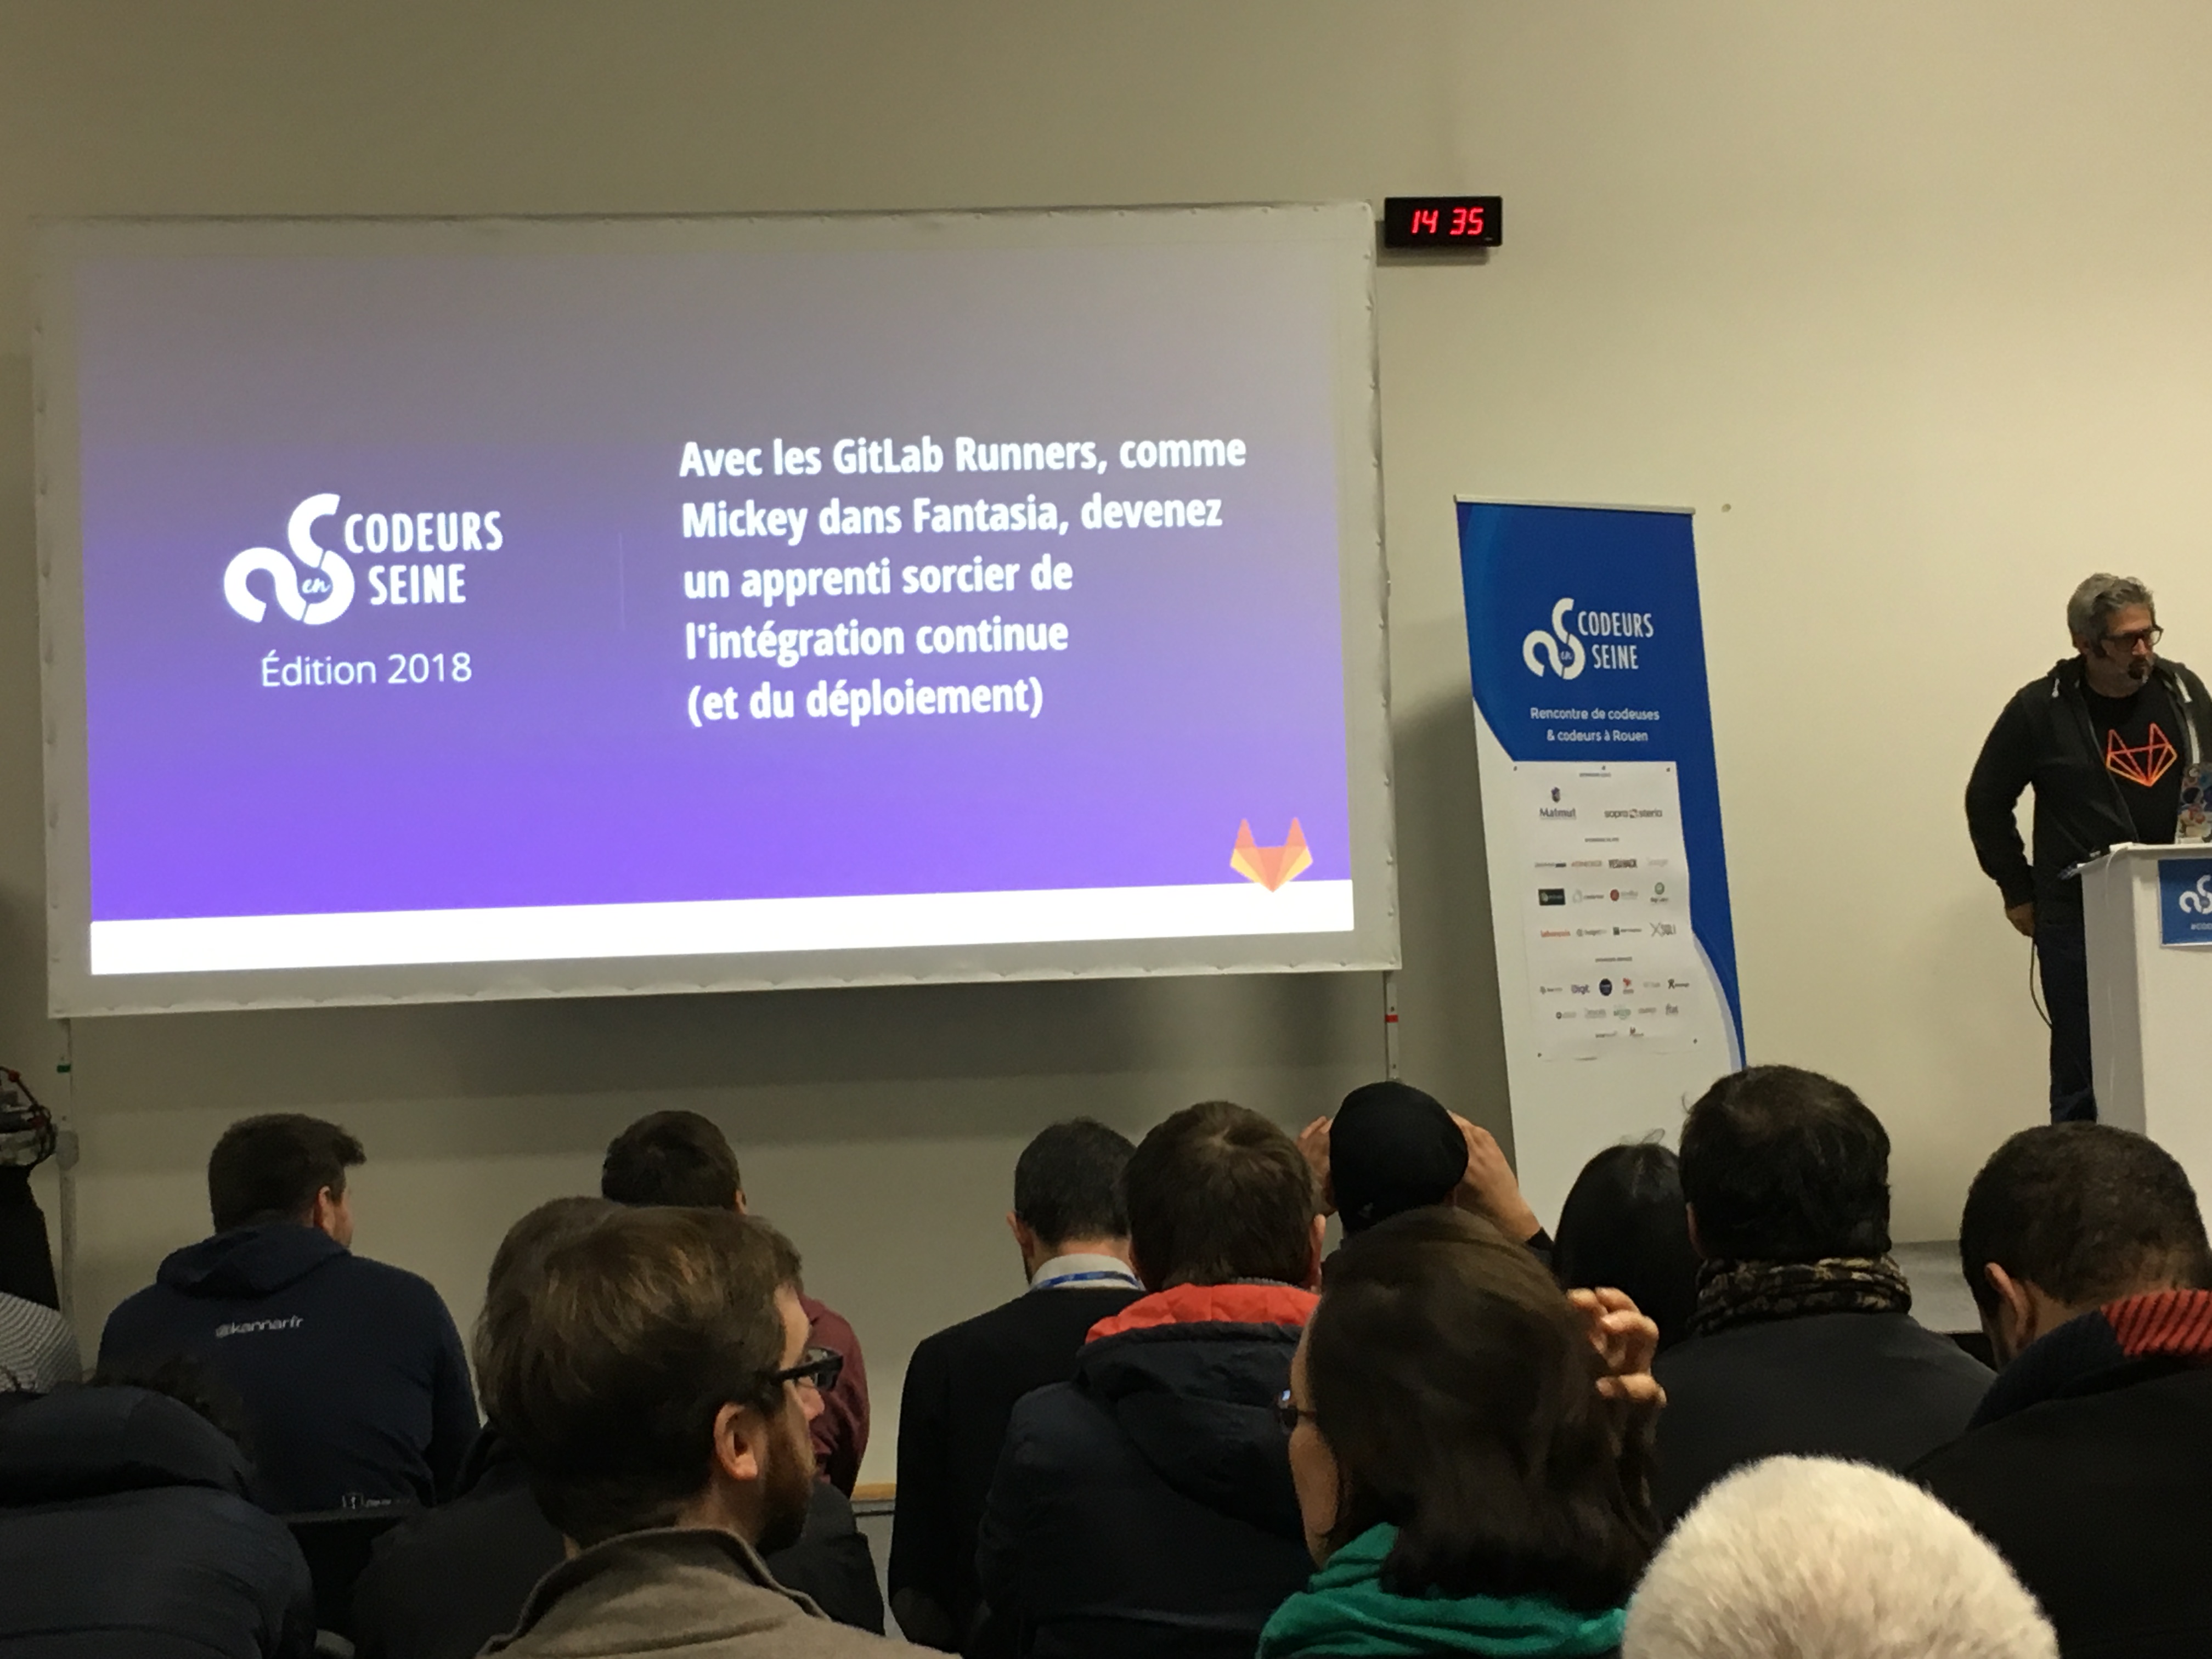 14 35
CODEURS
en
SEINE
Édition 2018
Avec les GitLab Runners, comme
Mickey dans Fantasia, devenez
un apprenti sorcier de
l'intégration continue
(et du déploiement)
CODEURS
en
SEINE
Rencontre de codeuses
& codeurs à Rouen
Matmut
sopra steria
@kannarfr